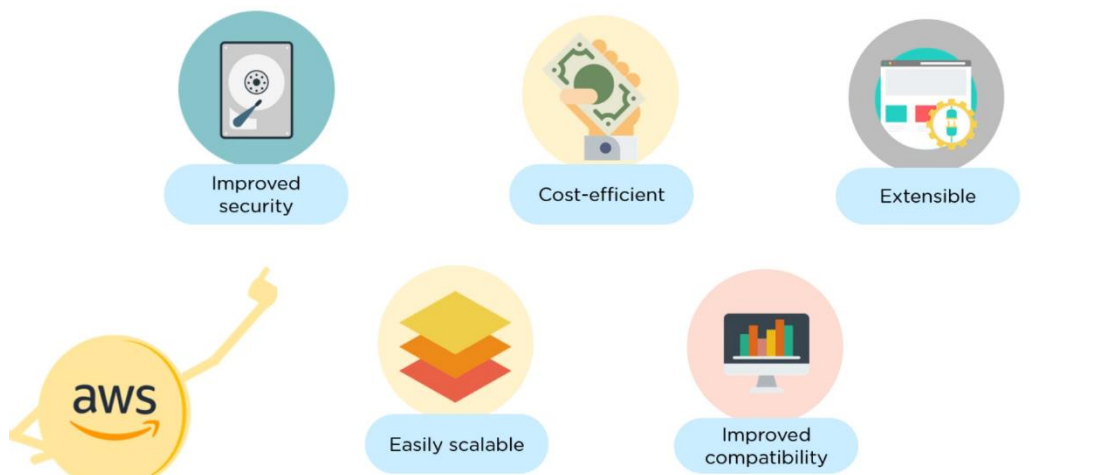 Improved
security
Cost-efficient
Extensible
aws
Easily scalable
Improved
compatibility